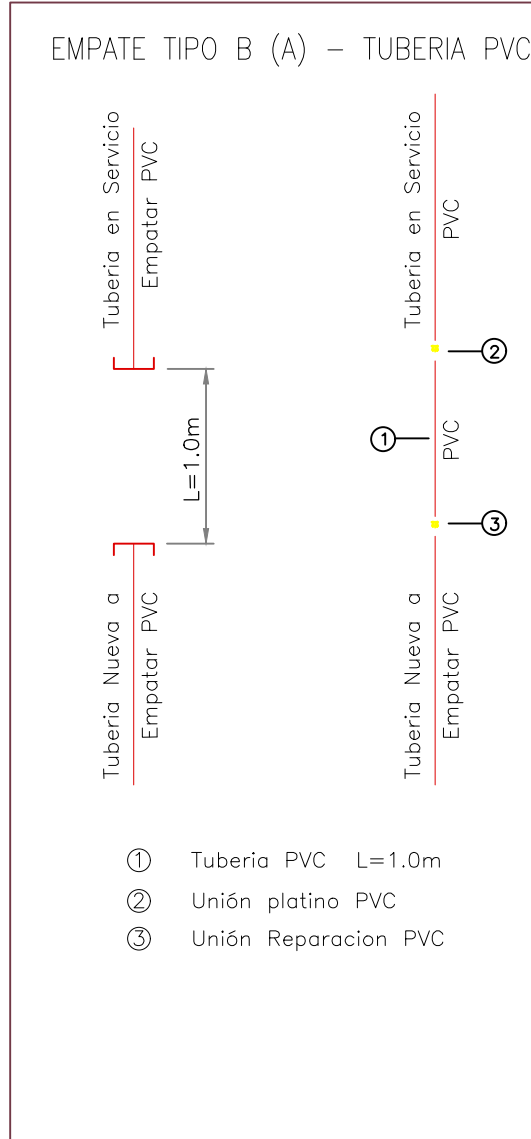 EMPATE TIPO B (A) – TUBERIA PVC
Tuberia en Servicio
Empatar PVC
L=1.0m
Tuberia Nueva a
Empatar PVC
Tuberia en Servicio
PVC
2
1
PVC
3
Tuberia Nueva a
Empatar PVC
1 Tuberia PVC L=1.0m
2 Unión platino PVC
3 Unión Reparacion PVC